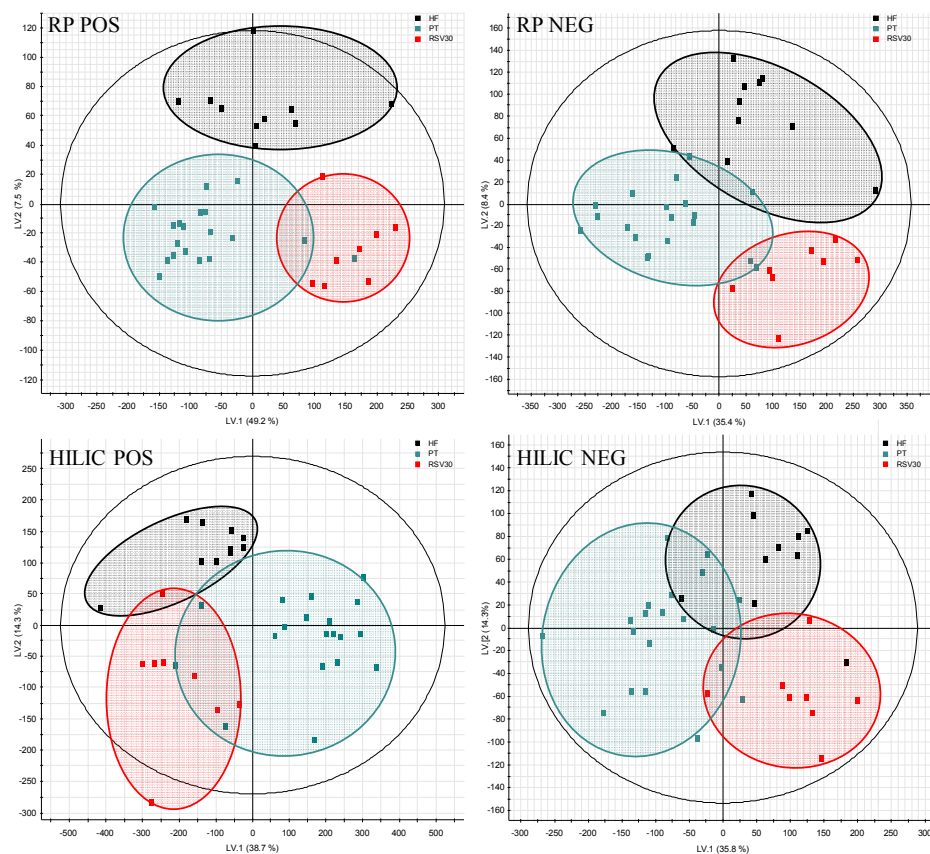 RP POS
HF
PT
RSV30
120
100
80
60
40
20
0
-20
-40
-60
-80
-100
-120
LV.2 (7.5 %)
-300 -250 -200 -150 -100 -50 0 50 100 150 200 250 300
LV.1 (49.2 %)
RP NEG
HF
PT
RSV30
160
140
120
100
80
60
40
20
0
-20
-40
-60
-80
-100
-120
-140
-160
LV.2 (8.4 %)
-350 -300 -250 -200 -150 -100 -50 0 50 100 150 200 250 300 350
LV.1 (35.4 %)
HILIC POS
HF
PT
RSV30
250
200
150
100
50
0
-50
-100
-150
-200
-250
-300
LV.2 (14.3 %)
-500 -400 -300 -200 -100 0 100 200 300 400 500
LV.1 (38.7 %)
HILIC NEG
HF
PT
RSV30
160
140
120
100
80
60
40
20
0
-20
-40
-60
-80
-100
-120
-140
-160
LV.[2 (14.3%)
-300 -250 -200 -150 -100 -50 0 50 100 150 200 250 300
LV.1 (35.8 %)